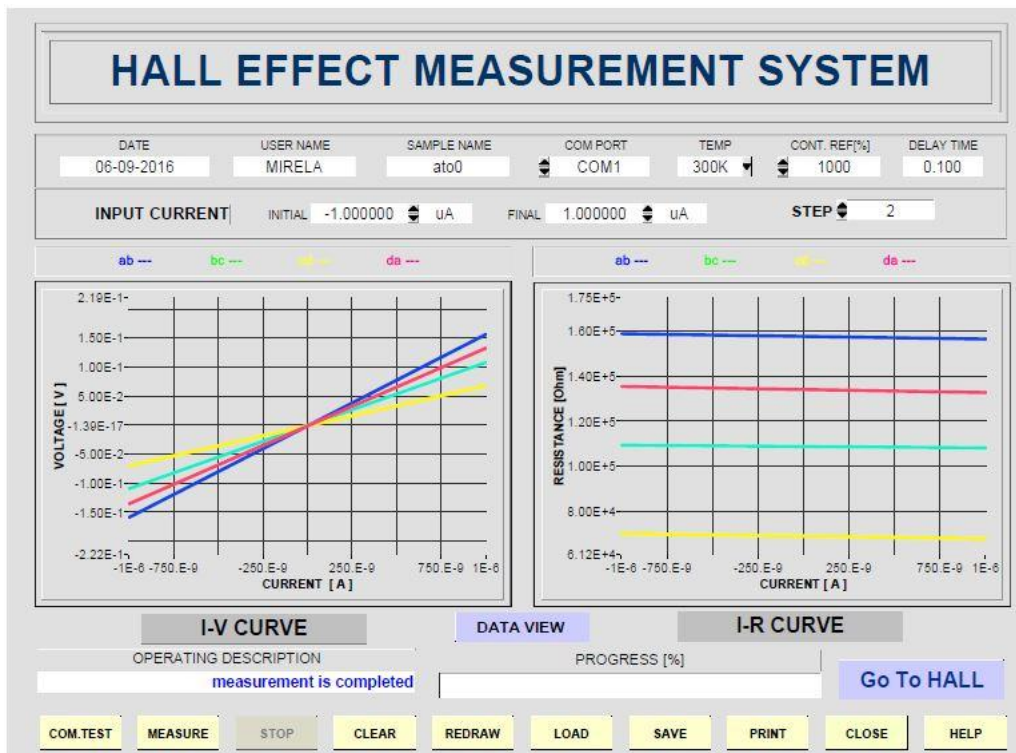 HALL EFFECT MEASUREMENT SYSTEM
DATE USER NAME SAMPLE NAME COM PORT TEMP CONT. REF[%] DELAY TIME
06-09-2016 MIRELA ato0 COM1 300K 1000 0.100
INPUT CURRENT INITIAL -1.000000 uA FINAL 1.000000 uA STEP 2
ab --- bc --- da --- ab --- bc --- da ---
VOLTAGE [ V ]
2.19E-1
1.50E-1
1.00E-1
5.00E-2
-1.39E-17
-5.00E-2
-1.00E-1
-1.50E-1
-2.22E-1
-1E-6 -750.E-9 -250.E-9 250.E-9 750.E-9 1E-6
CURRENT [ A ]
RESISTANCE [Ohm]
1.75E+5
1.60E+5
1.40E+5
1.20E+5
1.00E+5
8.00E+4
6.12E+4
-1E-6 -750.E-9 -250.E-9 250.E-9 750.E-9 1E-6
CURRENT [ A ]
I-V CURVE DATA VIEW I-R CURVE
OPERATING DESCRIPTION PROGRESS [%]
measurement is completed Go To HALL
COM.TEST MEASURE STOP CLEAR REDRAW LOAD SAVE PRINT CLOSE HELP